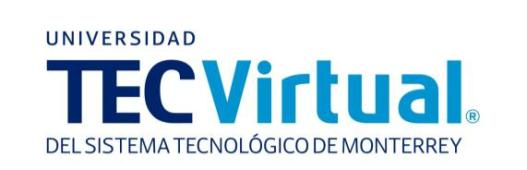 UNIVERSIDAD
TECVirtual®
DEL SISTEMA TECNOLÓGICO DE MONTERREY